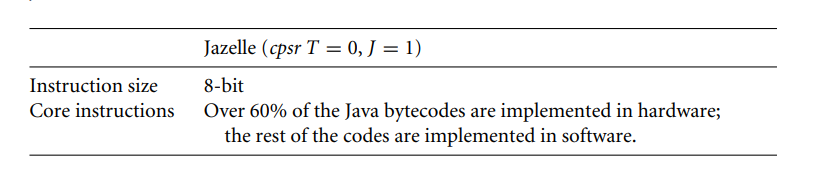 Jazelle (cpsr T = 0, J = 1)
Instruction size 8-bit
Core instructions Over 60% of the Java bytecodes are implemented in hardware;
the rest of the codes are implemented in software.